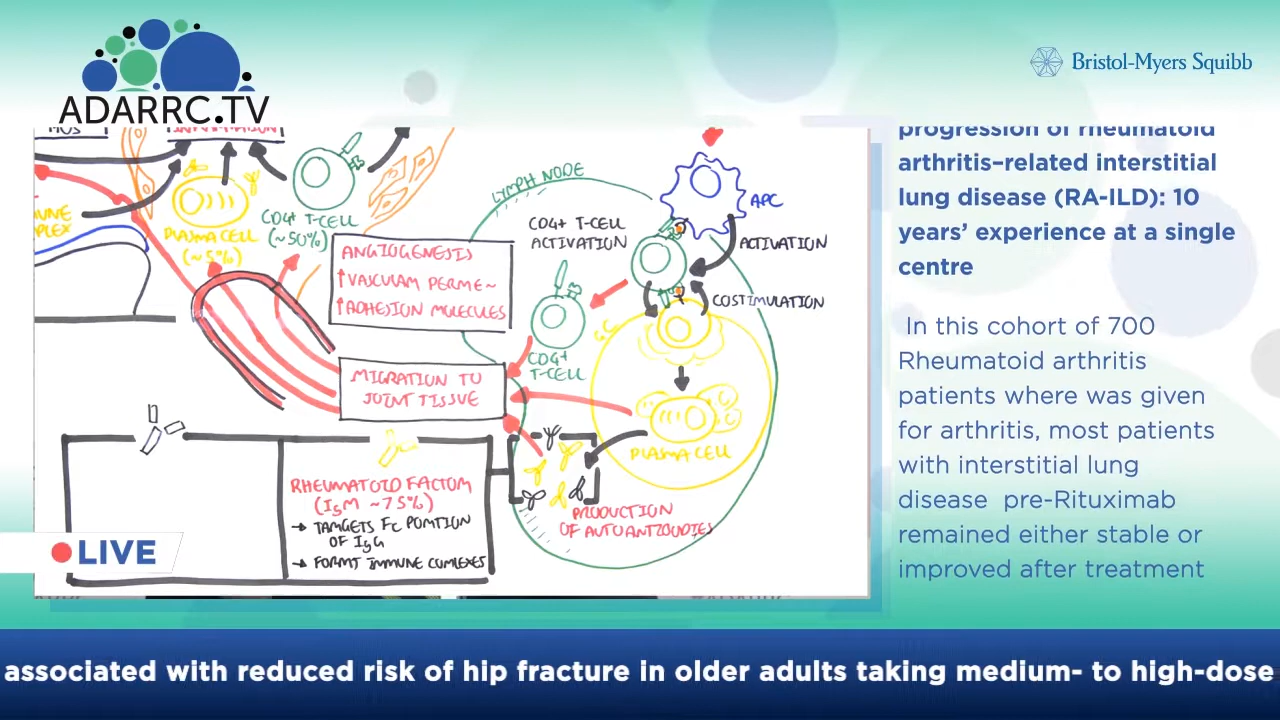 ADARRC.TV
Bristol-Myers Squibb
progression of rheumatoid
arthritis–related interstitial
lung disease (RA-ILD): 10
years’ experience at a single
centre
In this cohort of 700
Rheumatoid arthritis
patients where was given
for arthritis, most patients
with interstitial lung
disease pre-Rituximab
remained either stable or
improved after treatment
PLASMA CELL
(~5%)
CD4+ T-CELL
(~50%)
ANGIOGENESIS
↑VASCULAR PERME~
↑ADHESION MOLECULES
LYMPH NODE
CD4+ T-CELL
ACTIVATION
APC
ACTIVATION
COSTIMULATION
GC
CD4+
T-CELL
MIGRATION TO
JOINT TISSUE
PLASMA CELL
RHEUMATOID FACTOR
(IgM ~75%)
→ TARGETS Fc PORTION
OF IgG
→ FORMT IMMUNE COMPLEXES
PRODUCTION
OF AUTOANTIBODIES
LIVE
associated with reduced risk of hip fracture in older adults taking medium- to high-dose